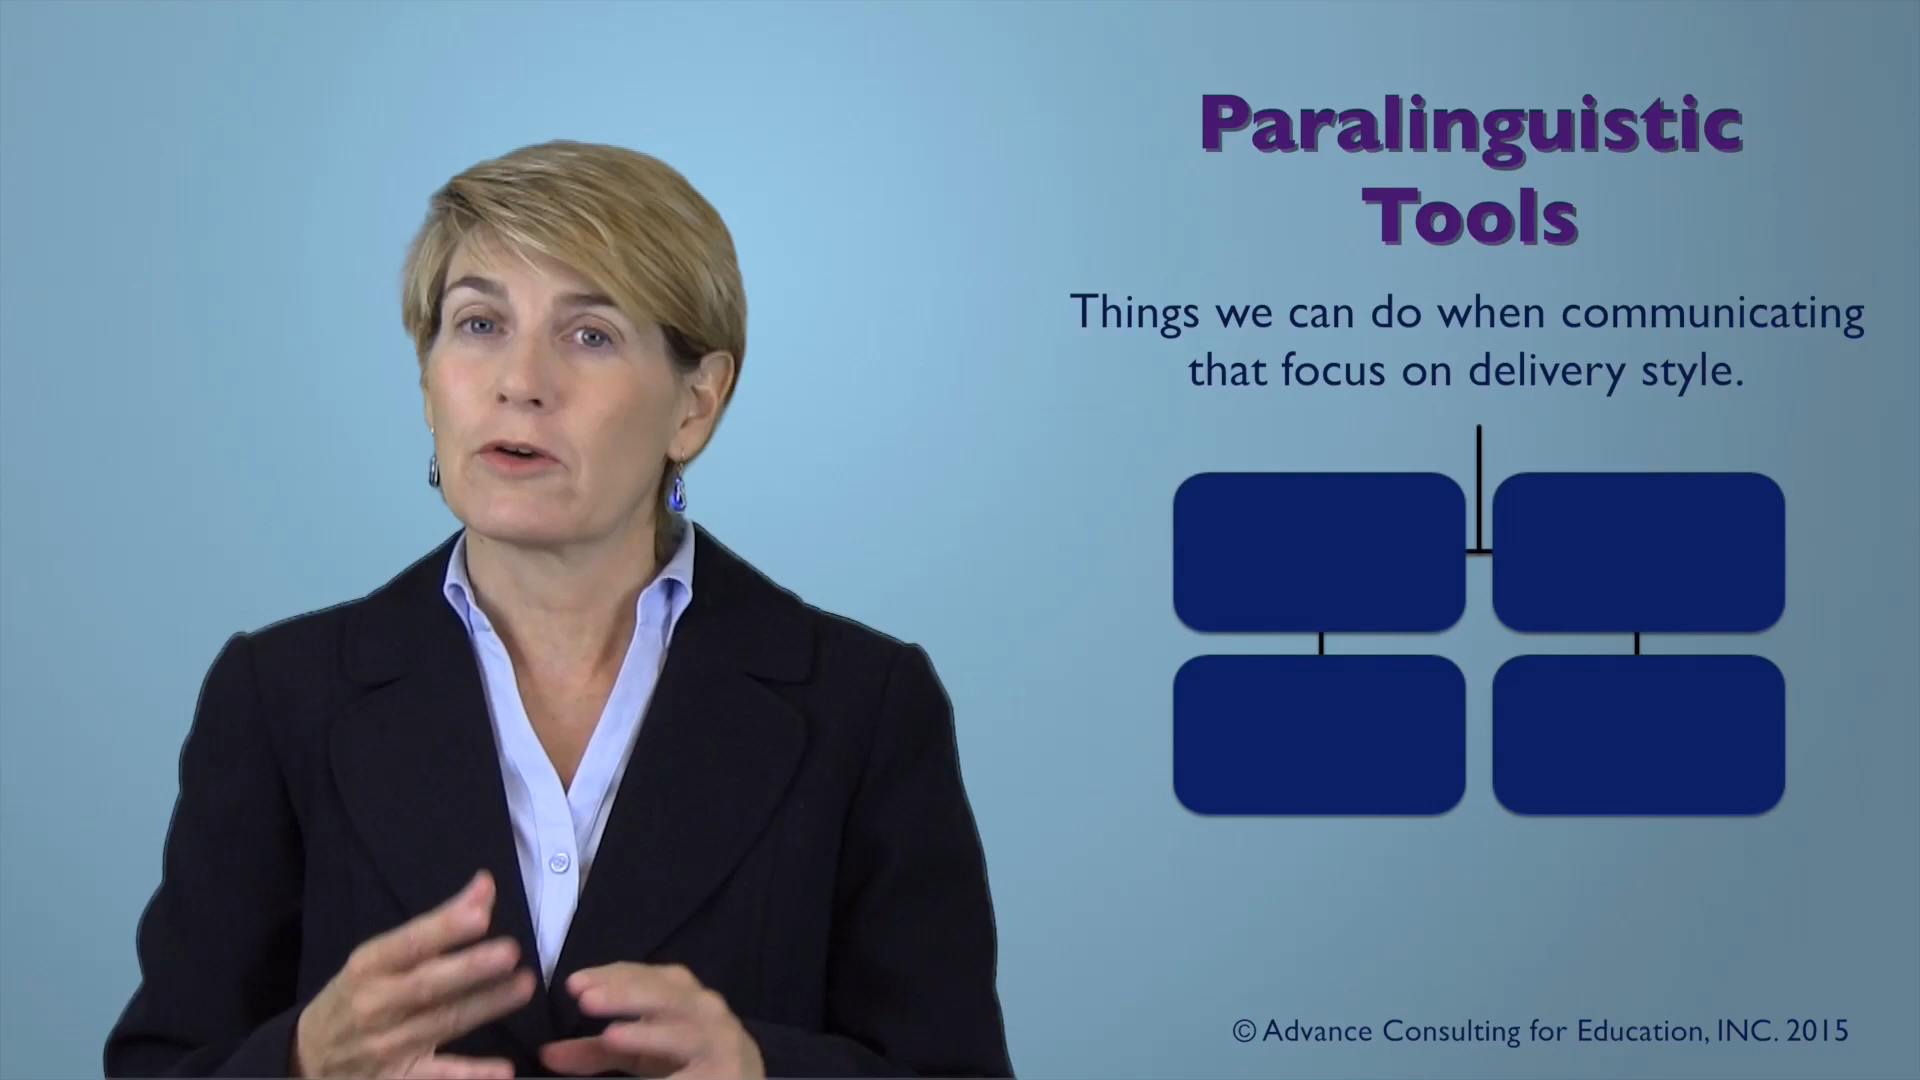 Paralinguistic
Tools
Things we can do when communicating
that focus on delivery style.
© Advance Consulting for Education, INC. 2015